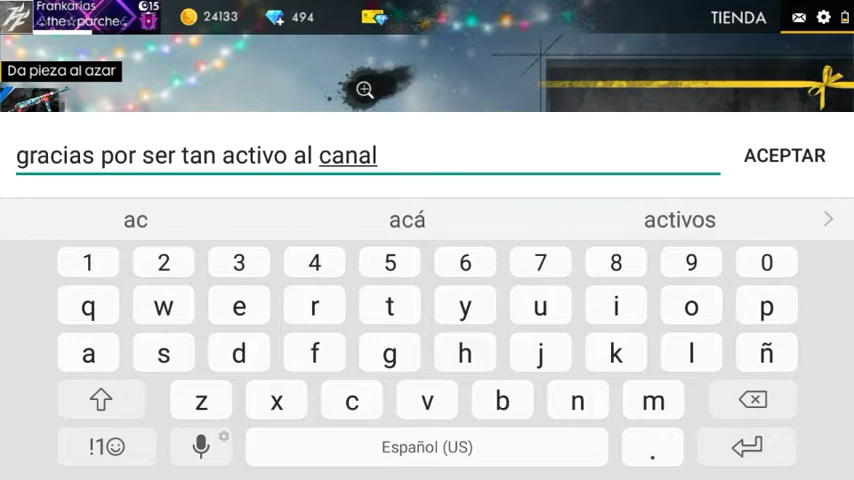 Frankarias
15
24133
494
TIENDA
the☆parche
Da pieza al azar
gracias por ser tan activo al canal
ACEPTAR
ac acá activos
1 2 3 4 5 6 7 8 9 0
q w e r t y u i o p
a s d f g h j k l ñ
z x c v b n m
!1☺ Español (US) .